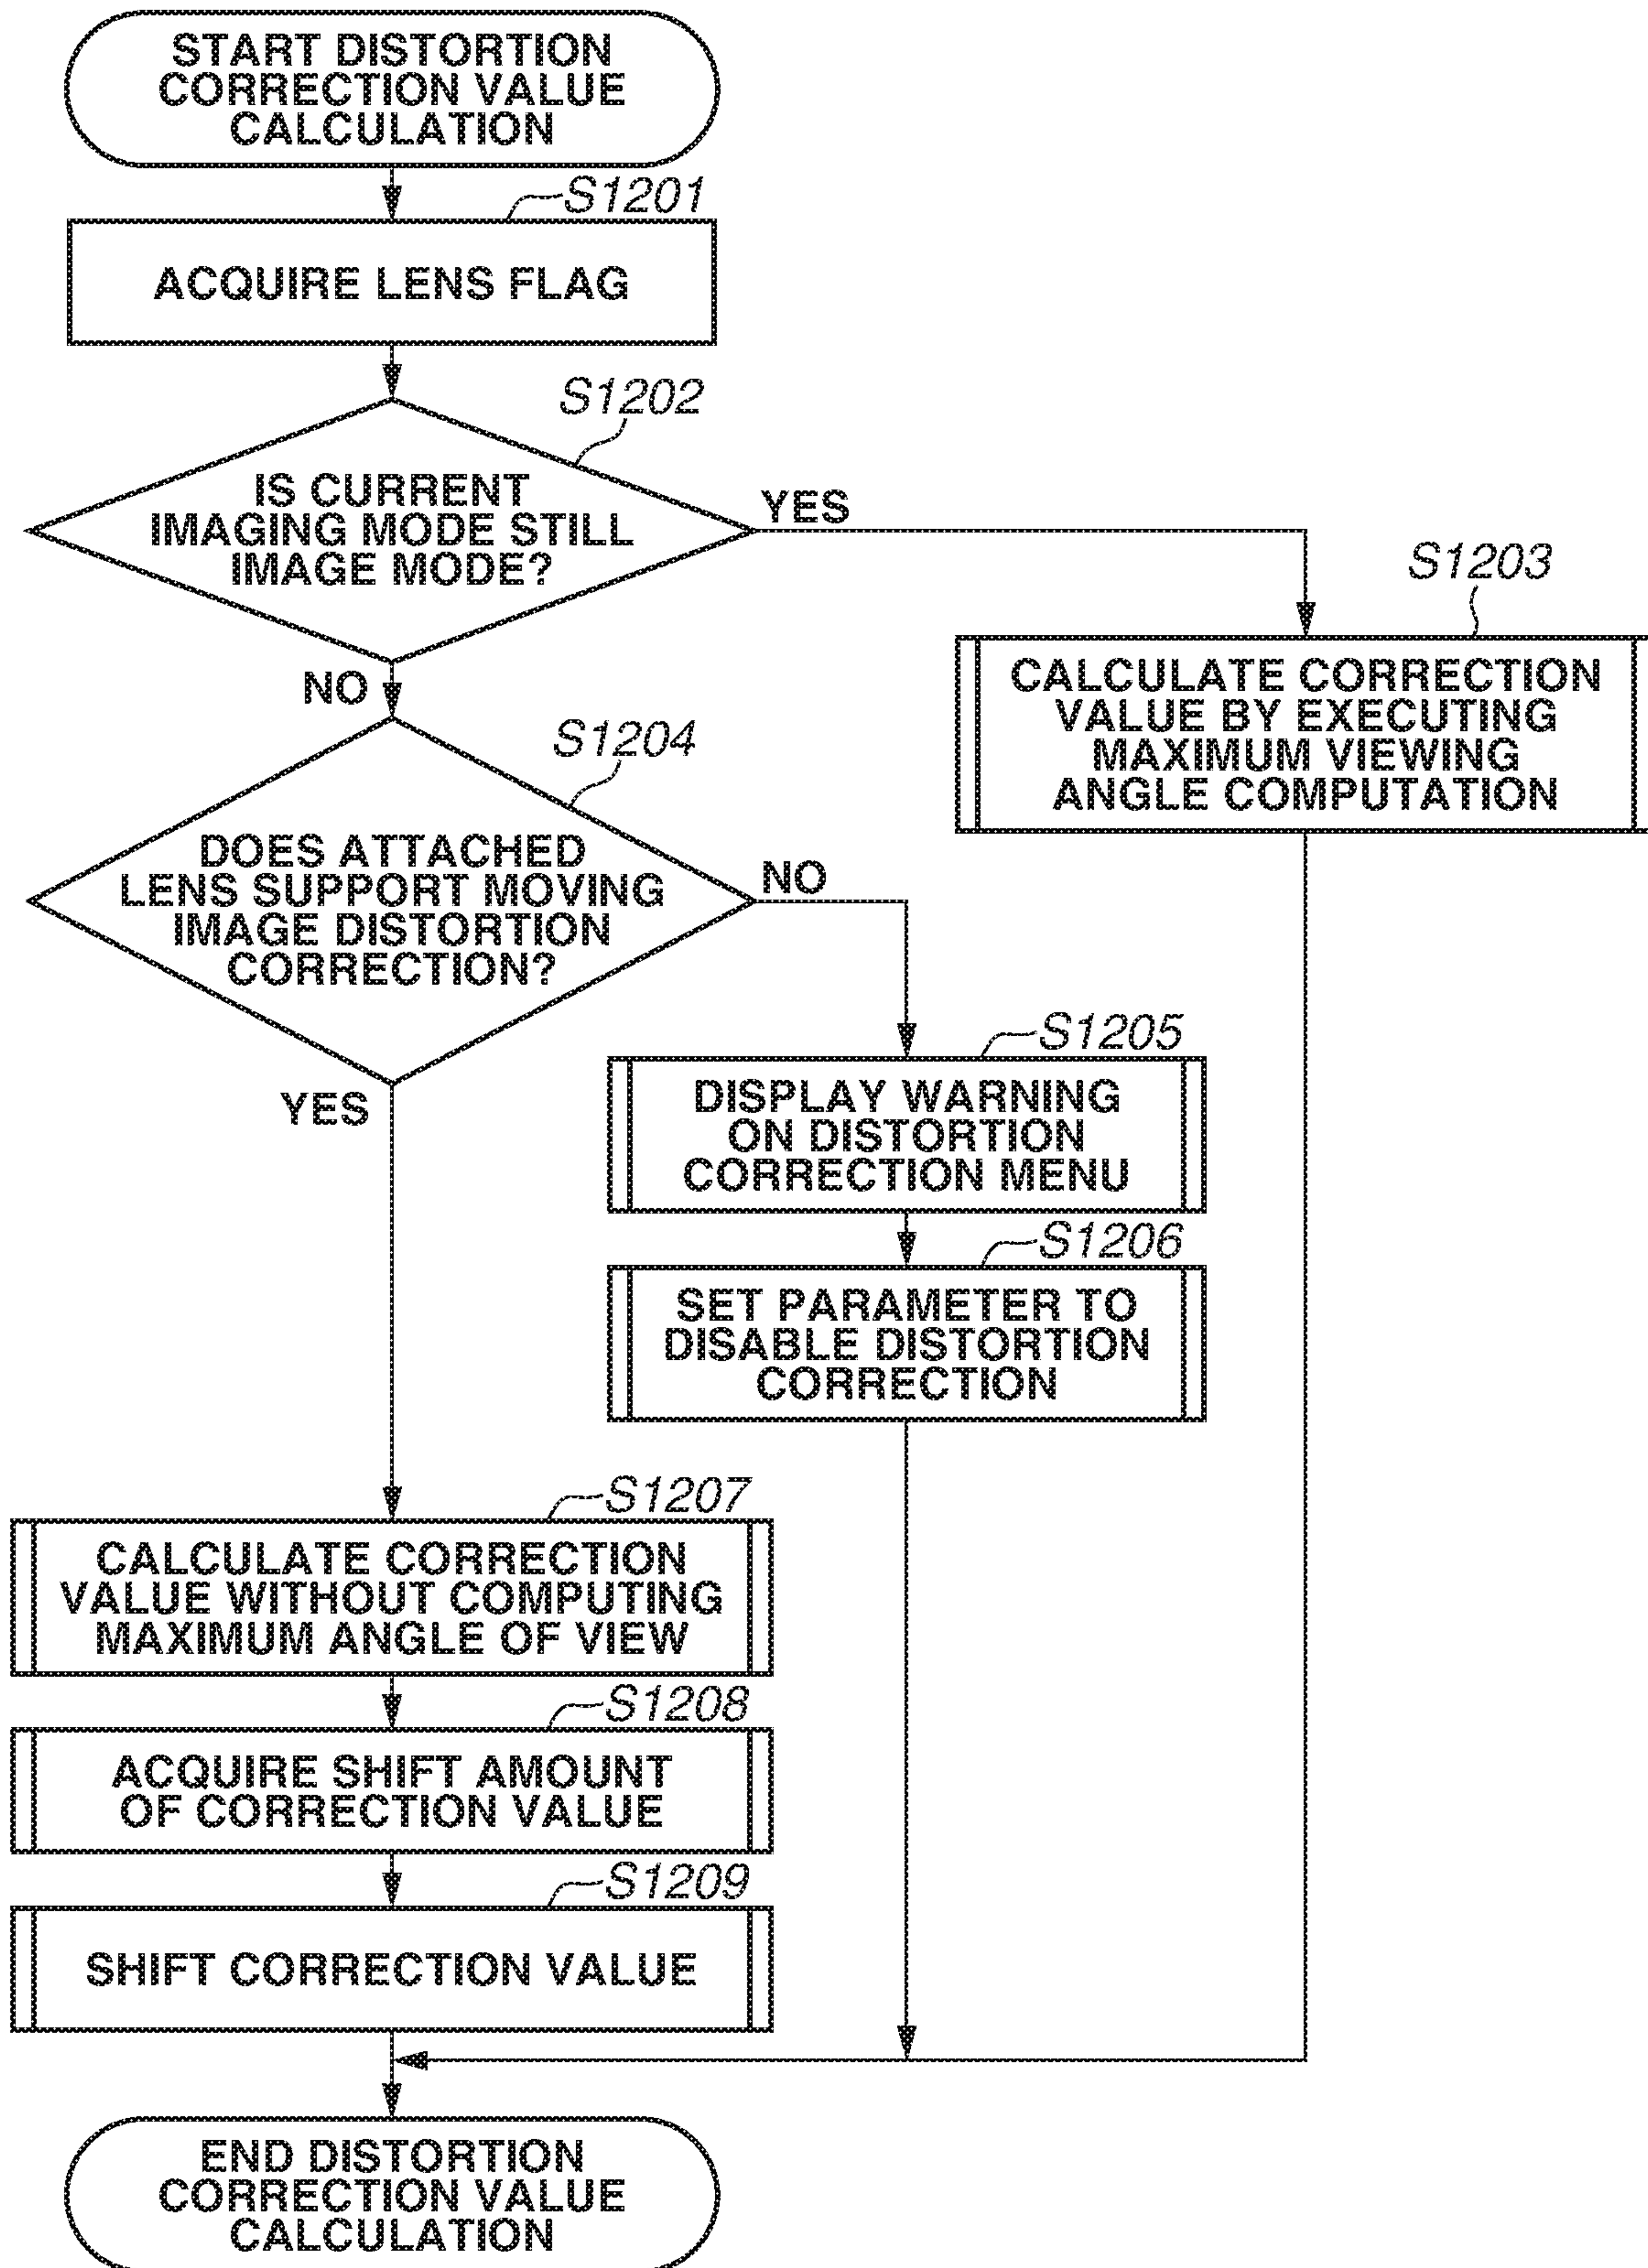 START DISTORTION
CORRECTION VALUE
CALCULATION
S1201
ACQUIRE LENS FLAG
S1202
IS CURRENT
IMAGING MODE STILL
IMAGE MODE?
YES
S1203
CALCULATE CORRECTION
VALUE BY EXECUTING
MAXIMUM VIEWING
ANGLE COMPUTATION
NO
S1204
DOES ATTACHED
LENS SUPPORT MOVING
IMAGE DISTORTION
CORRECTION?
NO
YES
S1205
DISPLAY WARNING
ON DISTORTION
CORRECTION MENU
S1206
SET PARAMETER TO
DISABLE DISTORTION
CORRECTION
S1207
CALCULATE CORRECTION
VALUE WITHOUT COMPUTING
MAXIMUM ANGLE OF VIEW
S1208
ACQUIRE SHIFT AMOUNT
OF CORRECTION VALUE
S1209
SHIFT CORRECTION VALUE
END DISTORTION
CORRECTION VALUE
CALCULATION